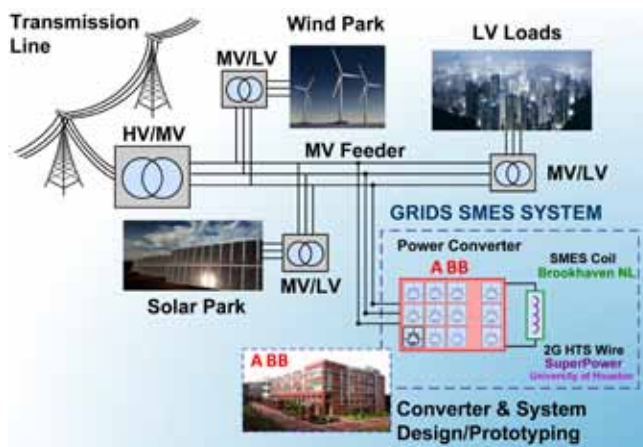 Transmission
Line
Wind Park
LV Loads
MV/LV
HV/MV
MV Feeder
MV/LV
GRIDS SMES SYSTEM
Solar Park
MV/LV
Power Converter
A BB
SMES Coil
Brookhaven NL
2G HTS Wire
SuperPower
University of Houston
A BB
Converter & System
Design/Prototyping